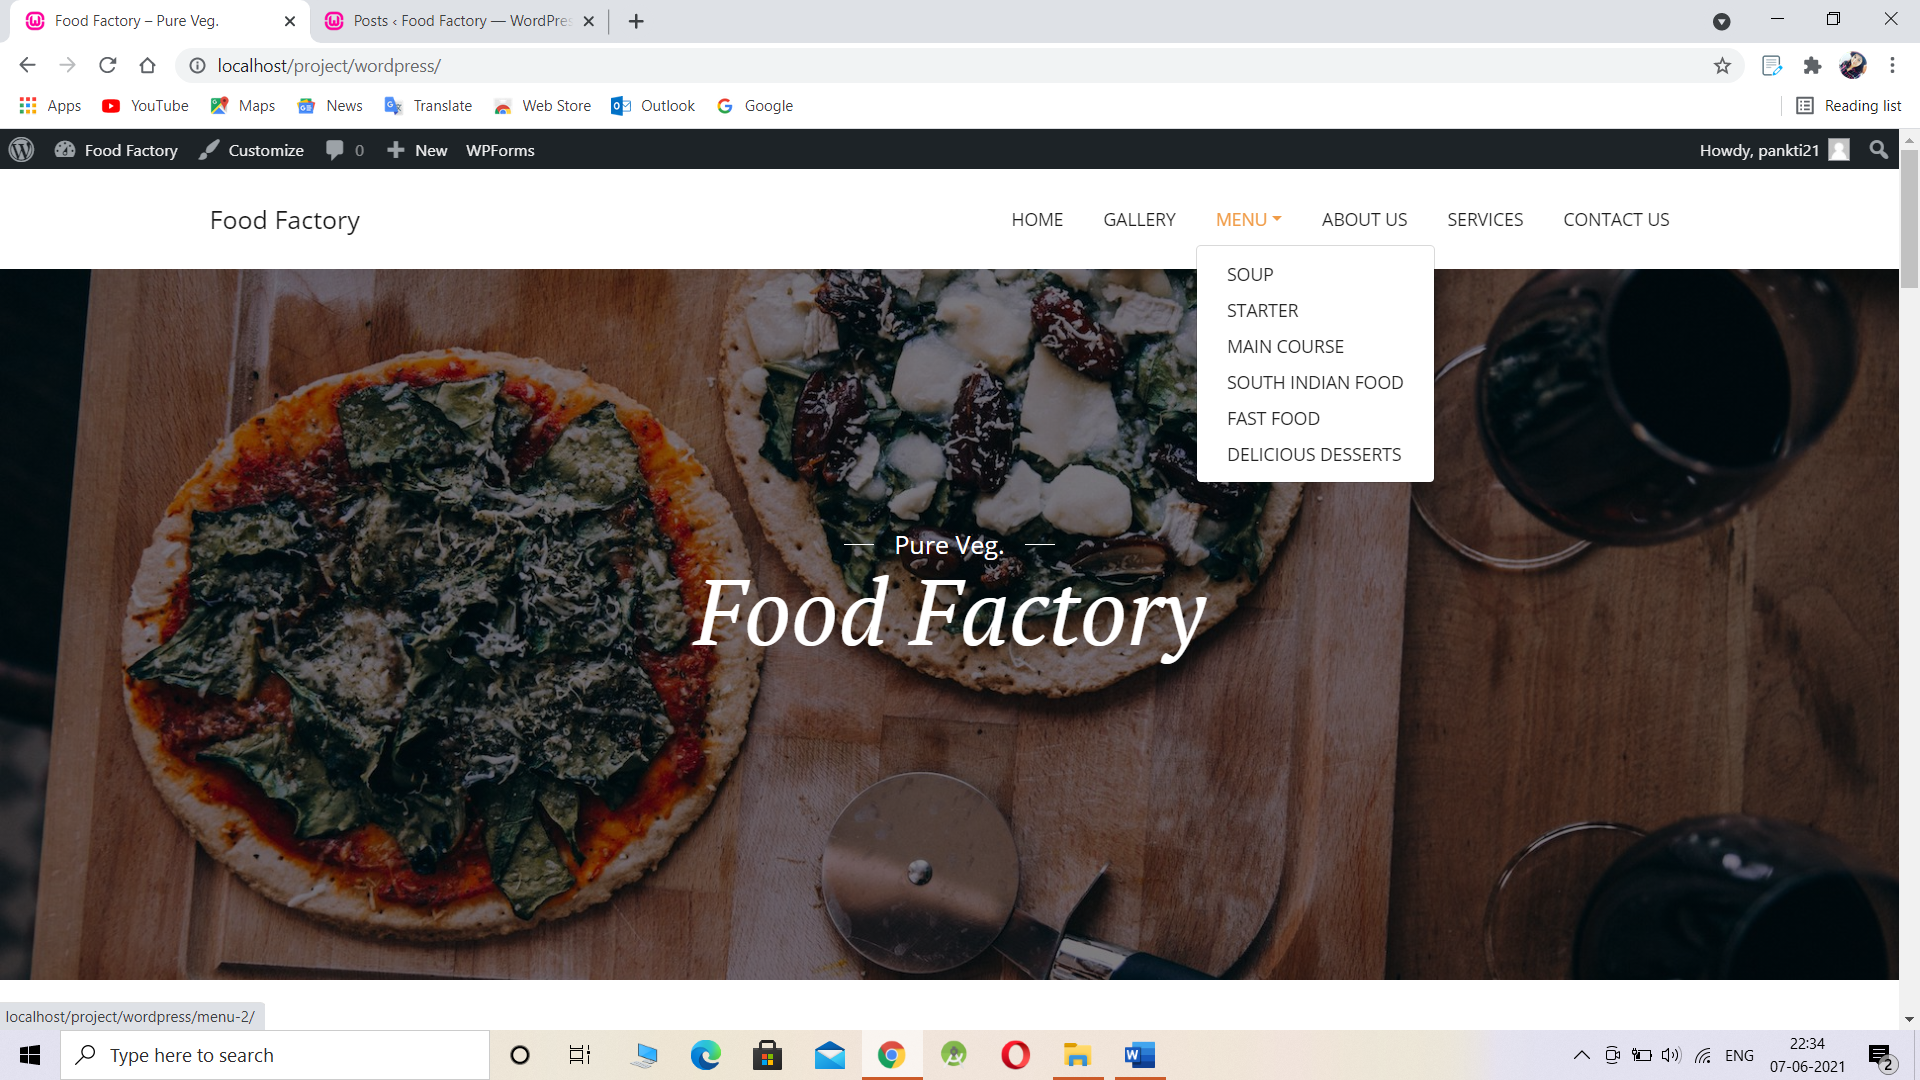 Food Factory – Pure Veg.
Posts ‹ Food Factory — WordPres
localhost/project/wordpress/
Apps YouTube Maps News Translate Web Store Outlook Google Reading list
Food Factory Customize 0 New WPForms Howdy, pankti21
Food Factory HOME GALLERY MENU ABOUT US SERVICES CONTACT US
SOUP
STARTER
MAIN COURSE
SOUTH INDIAN FOOD
FAST FOOD
DELICIOUS DESSERTS
Pure Veg.
Food Factory
localhost/project/wordpress/menu-2/
Type here to search
ENG
22:34
07-06-2021
2